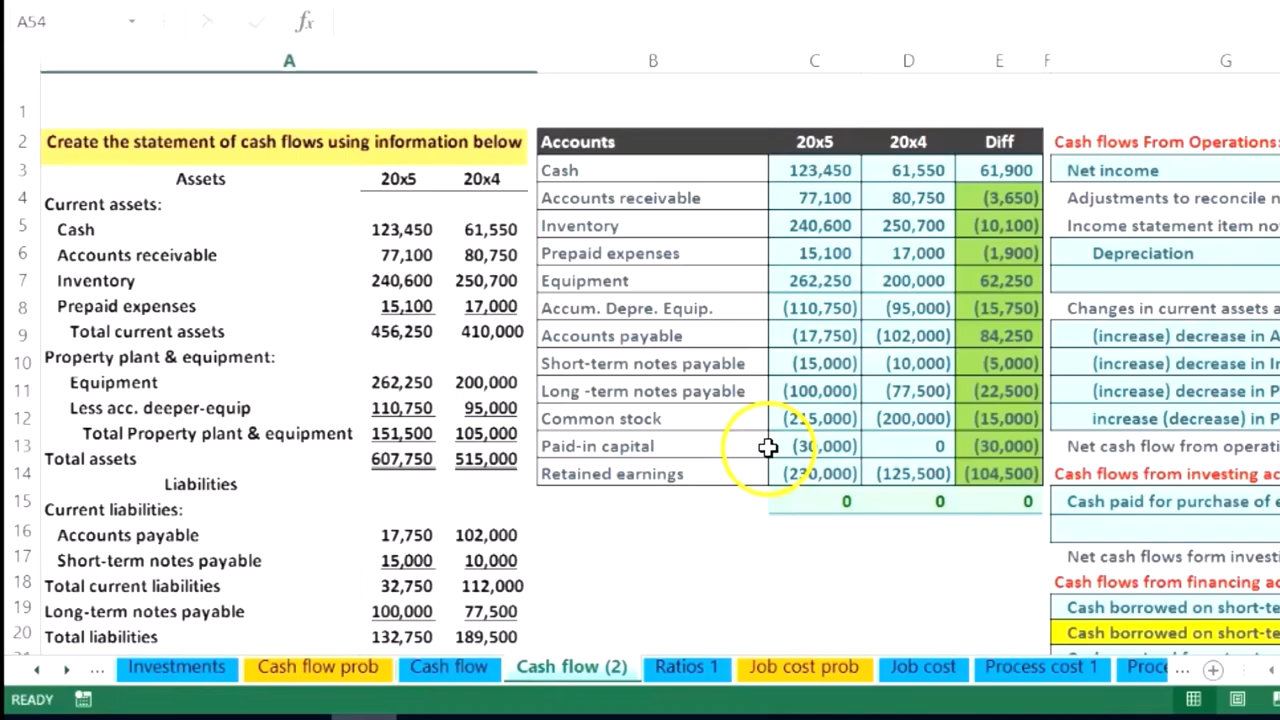 A54 fx
A B C D E F G
1
2
3
4
5
6
7
8
9
10
11
12
13
14
15
16
17
18
19
20
Create the statement of cash flows using information below
Assets 20x5 20x4
Current assets:
Cash 123,450 61,550
Accounts receivable 77,100 80,750
Inventory 240,600 250,700
Prepaid expenses 15,100 17,000
Total current assets 456,250 410,000
Property plant & equipment:
Equipment 262,250 200,000
Less acc. deeper-equip 110,750 95,000
Total Property plant & equipment 151,500 105,000
Total assets 607,750 515,000
Liabilities
Current liabilities:
Accounts payable 17,750 102,000
Short-term notes payable 15,000 10,000
Total current liabilities 32,750 112,000
Long-term notes payable 100,000 77,500
Total liabilities 132,750 189,500
Accounts 20x5 20x4 Diff
Cash 123,450 61,550 61,900
Accounts receivable 77,100 80,750 (3,650)
Inventory 240,600 250,700 (10,100)
Prepaid expenses 15,100 17,000 (1,900)
Equipment 262,250 200,000 62,250
Accum. Depre. Equip. (110,750) (95,000) (15,750)
Accounts payable (17,750) (102,000) 84,250
Short-term notes payable (15,000) (10,000) (5,000)
Long -term notes payable (100,000) (77,500) (22,500)
Common stock (215,000) (200,000) (15,000)
Paid-in capital (30,000) 0 (30,000)
Retained earnings (230,000) (125,500) (104,500)
0 0 0
Cash flows From Operations:
Net income
Adjustments to reconcile n
Income statement item no
Depreciation
Changes in current assets a
(increase) decrease in A
(increase) decrease in In
(increase) decrease in P
increase (decrease) in P
Net cash flow from operati
Cash flows from investing ac
Cash paid for purchase of e
Net cash flows form investi
Cash flows from financing ac
Cash borrowed on short-te
Cash borrowed on short-te
... Investments Cash flow prob Cash flow Cash flow (2) Ratios 1 Job cost prob Job cost Process cost 1 Proce ...
READY